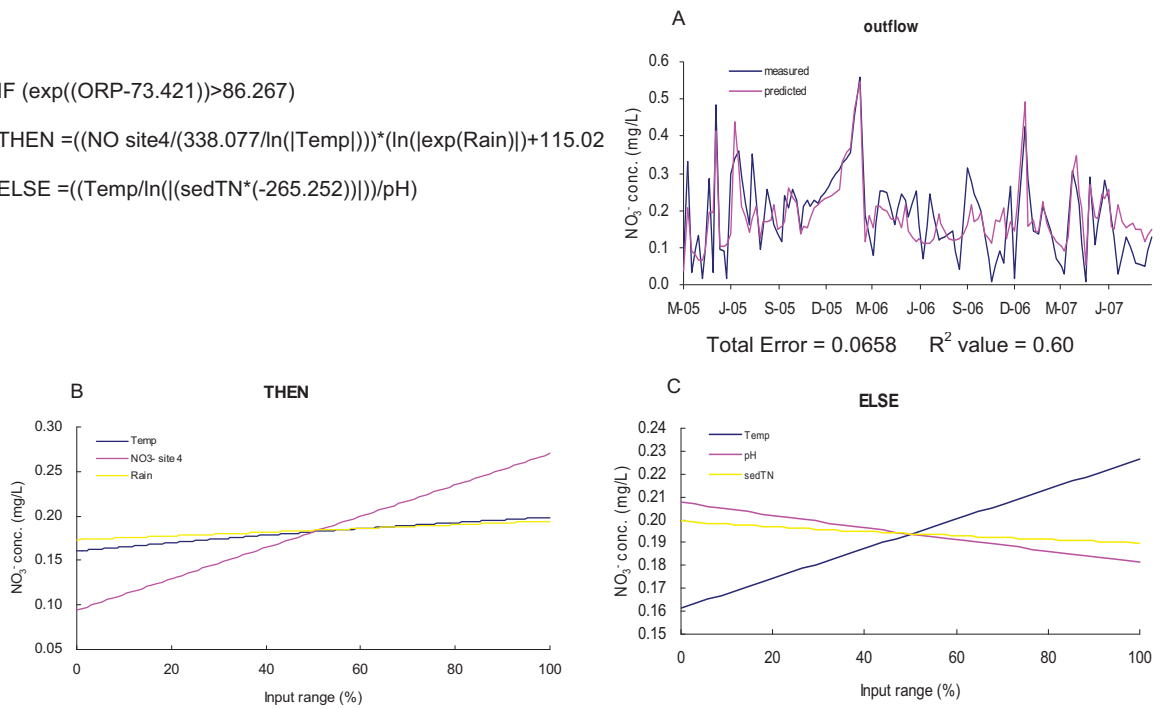 IF (exp((ORP-73.421))>86.267)
THEN =((NO site4/(338.077/ln(|Temp|)))*(ln(|exp(Rain)|)+115.02
ELSE =((Temp/ln(|(sedTN*(-265.252))|))/pH)
A
outflow
NO3- conc. (mg/L)
0.6
0.5
0.4
0.3
0.2
0.1
0.0
measured
predicted
M-05 J-05 S-05 D-05 M-06 J-06 S-06 D-06 M-07 J-07
Total Error = 0.0658 R2 value = 0.60
B
THEN
NO3- conc. (mg/L)
0.30
0.25
0.20
0.15
0.10
0.05
Temp
NO3- site 4
Rain
0 20 40 60 80 100
Input range (%)
C
ELSE
NO3- conc. (mg/L)
0.24
0.23
0.22
0.21
0.20
0.19
0.18
0.17
0.16
0.15
Temp
pH
sedTN
0 20 40 60 80 100
Input range (%)